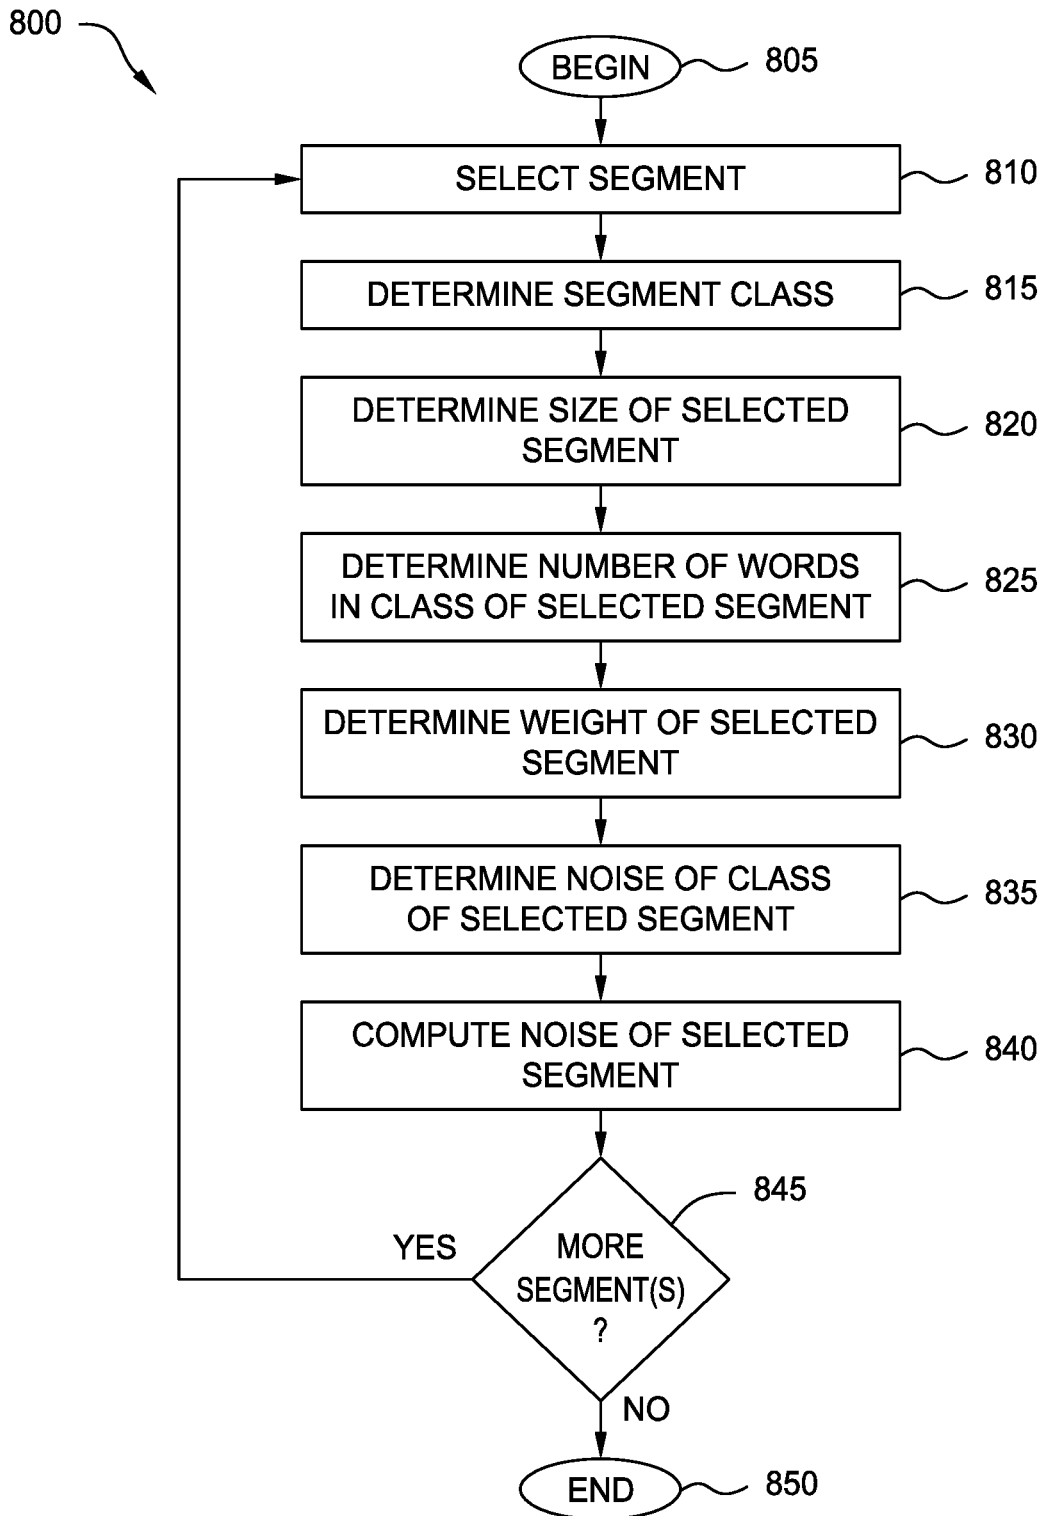 800
BEGIN 805
SELECT SEGMENT 810
DETERMINE SEGMENT CLASS 815
DETERMINE SIZE OF SELECTED
SEGMENT 820
DETERMINE NUMBER OF WORDS
IN CLASS OF SELECTED SEGMENT 825
DETERMINE WEIGHT OF SELECTED
SEGMENT 830
DETERMINE NOISE OF CLASS
OF SELECTED SEGMENT 835
COMPUTE NOISE OF SELECTED
SEGMENT 840
845
YES
MORE
SEGMENT(S)
?
NO
END 850